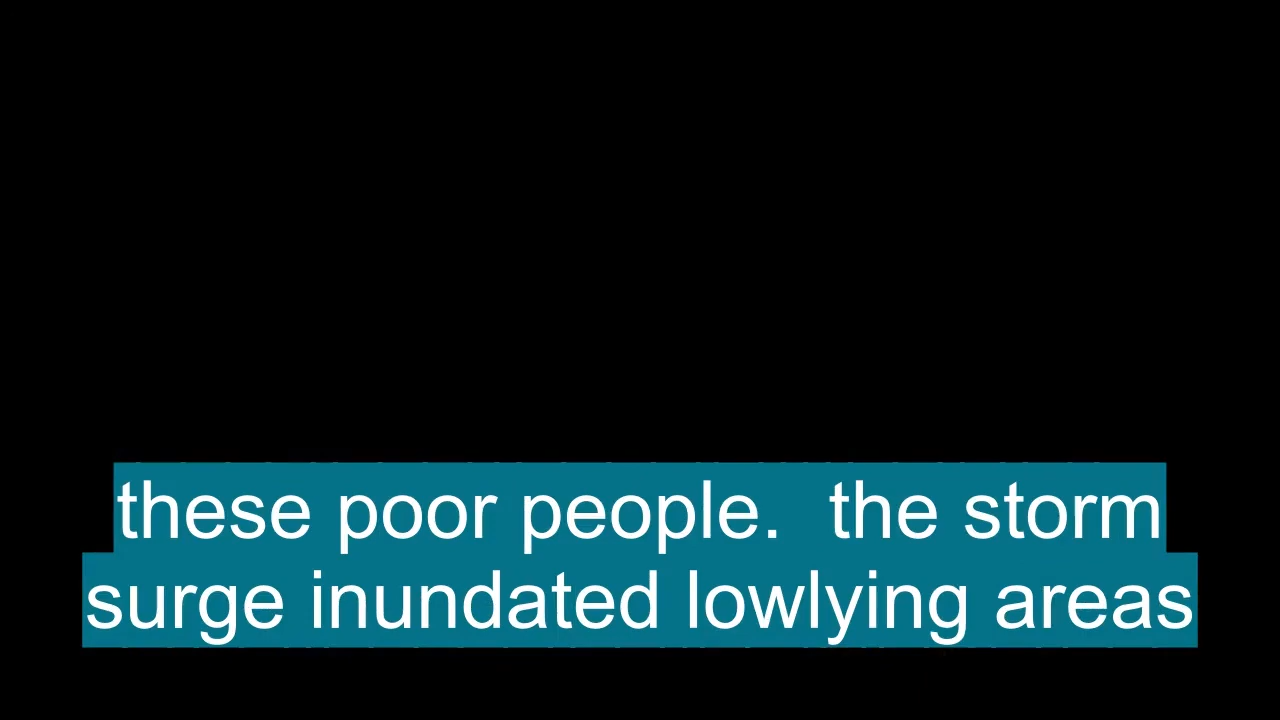 these poor people.  the storm
surge inundated lowlying areas